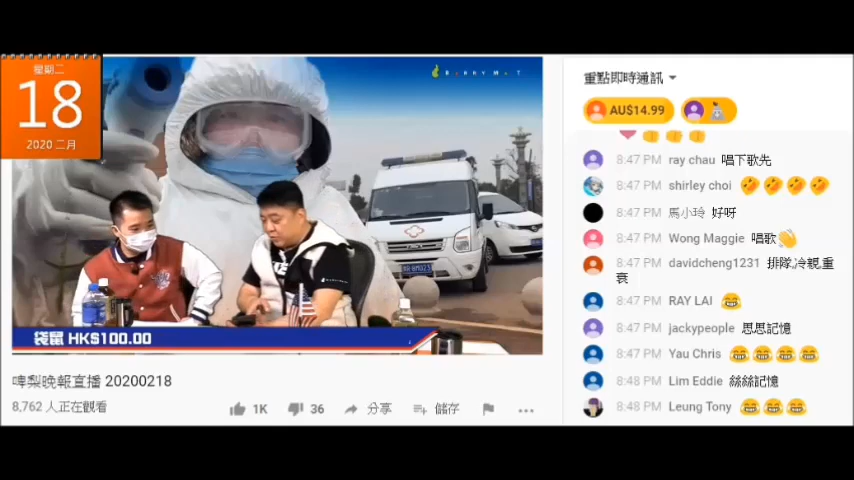 星期二
18
2020 二月
BARRY MA T
袋鼠 HK$100.00
啤梨晚報直播 20200218
8,762 人正在觀看
1K
36
分享
儲存
重點即時通訊
AU$14.99
8:47 PM ray chau 唱下歌先
8:47 PM shirley choi
8:47 PM 馬小玲 好呀
8:47 PM Wong Maggie 唱歌👋
8:47 PM davidcheng1231 排隊,冷親,重
衰
8:47 PM RAY LAI 😂
8:47 PM jackypeople 思思記憶
8:47 PM Yau Chris 😂😂😂😂
8:48 PM Lim Eddie 絲絲記憶
8:48 PM Leung Tony 😂😂😂